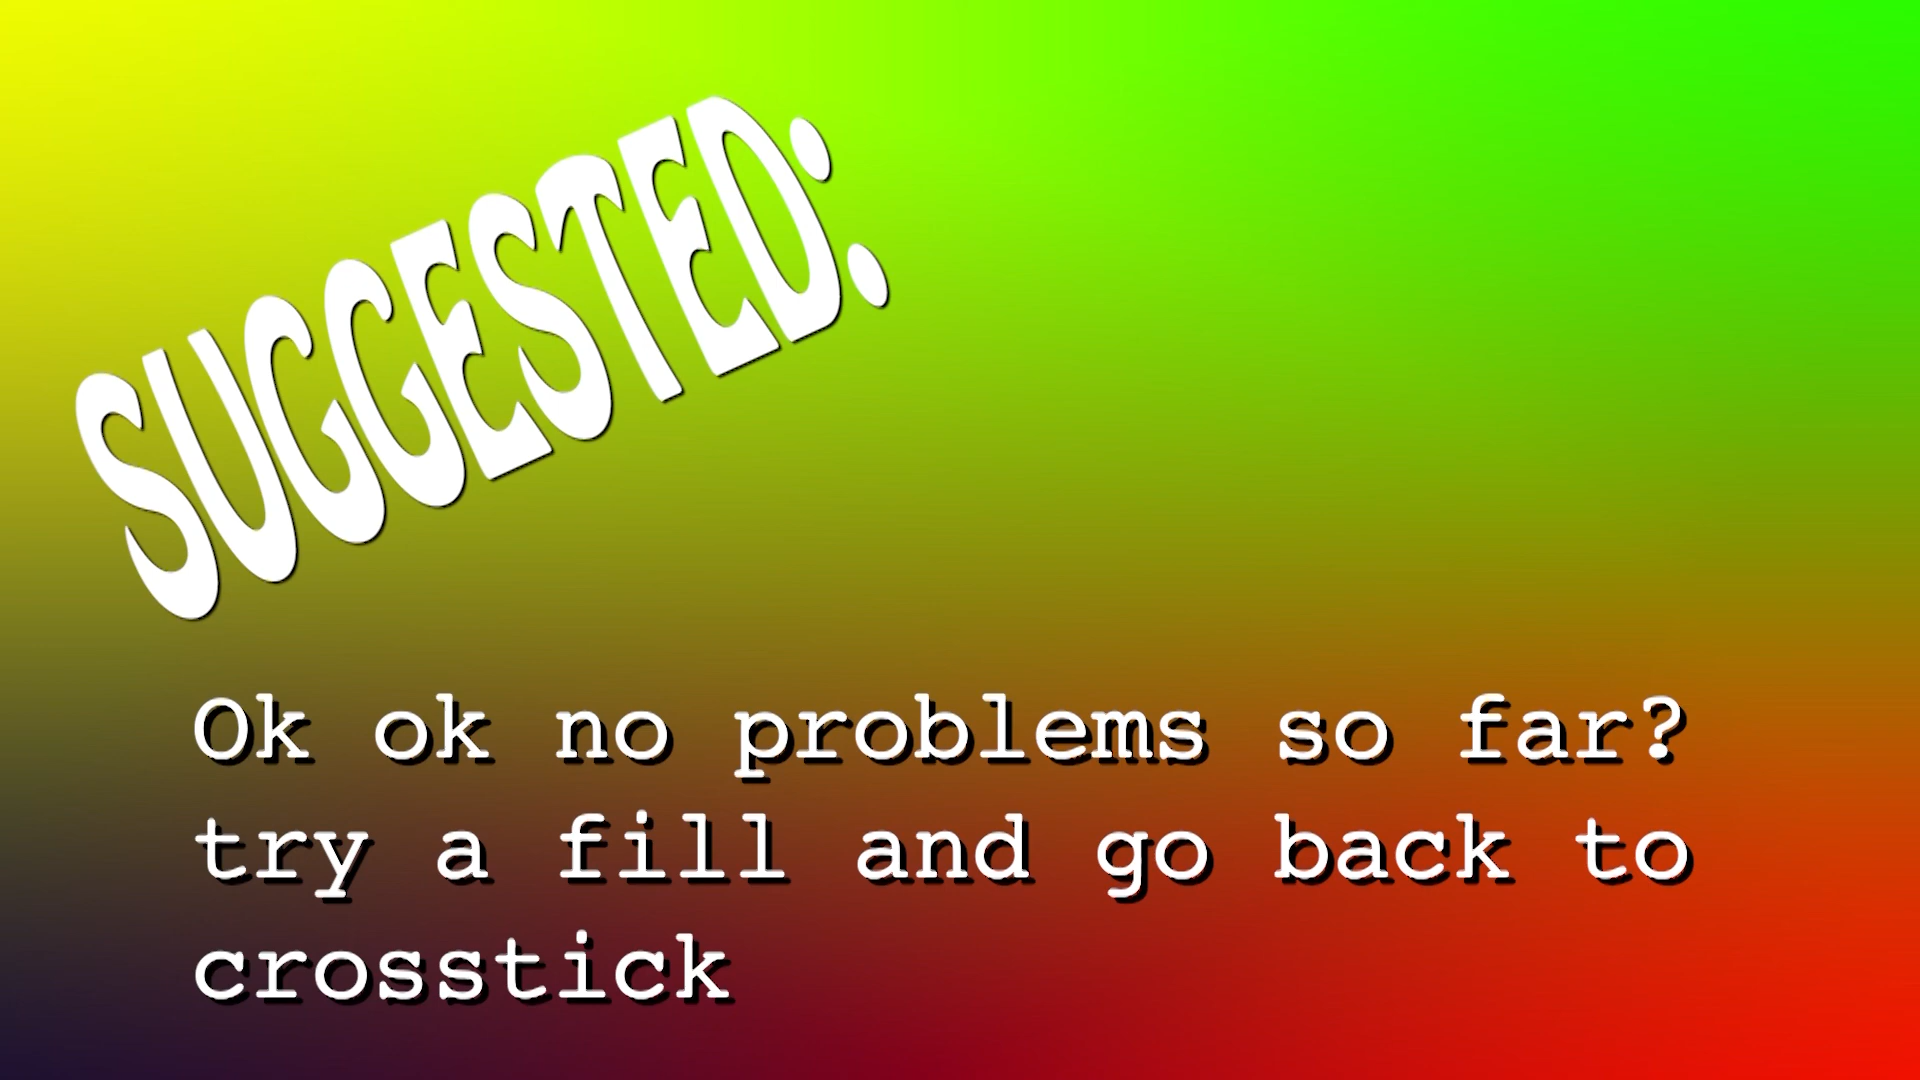 SUGGESTED:
Ok ok no problems so far?
try a fill and go back to
crosstick